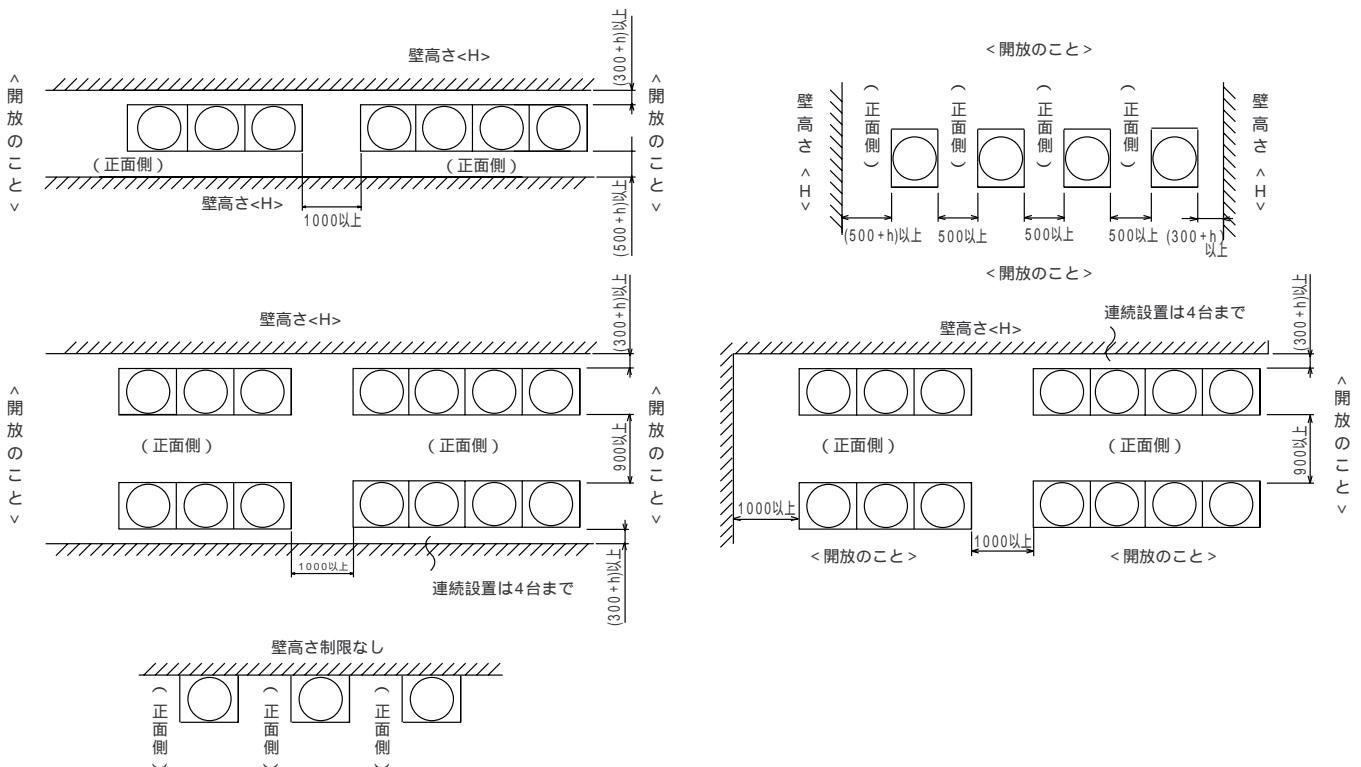 壁高さ<H>
(300+h)以上
<開放のこと>
<開放のこと>
(正面側)
(正面側)
壁高さ<H>
1000以上
(500+h)以上
<開放のこと>
壁高さ<H>
(正面側)
(正面側)
(正面側)
(正面側)
壁高さ<H>
(500+h)以上
500以上
500以上
500以上
(300+h)以上
<開放のこと>
壁高さ<H>
(300+h)以上
<開放のこと>
<開放のこと>
(正面側)
(正面側)
900以上
1000以上
(300+h)以上
連続設置は4台まで
連続設置は4台まで
壁高さ<H>
(300+h)以上
<開放のこと>
(正面側)
(正面側)
900以上
1000以上
1000以上
<開放のこと>
<開放のこと>
壁高さ制限なし
(正面側)
(正面側)
(正面側)